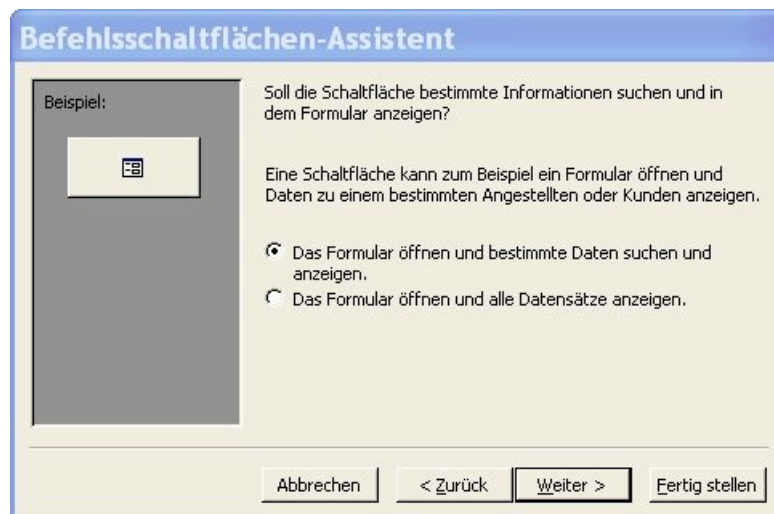 Befehlsschaltflächen-Assistent
Beispiel:
Soll die Schaltfläche bestimmte Informationen suchen und in
dem Formular anzeigen?
Eine Schaltfläche kann zum Beispiel ein Formular öffnen und
Daten zu einem bestimmten Angestellten oder Kunden anzeigen.
Das Formular öffnen und bestimmte Daten suchen und
anzeigen.
Das Formular öffnen und alle Datensätze anzeigen.
Abbrechen < Zurück Weiter > Fertig stellen